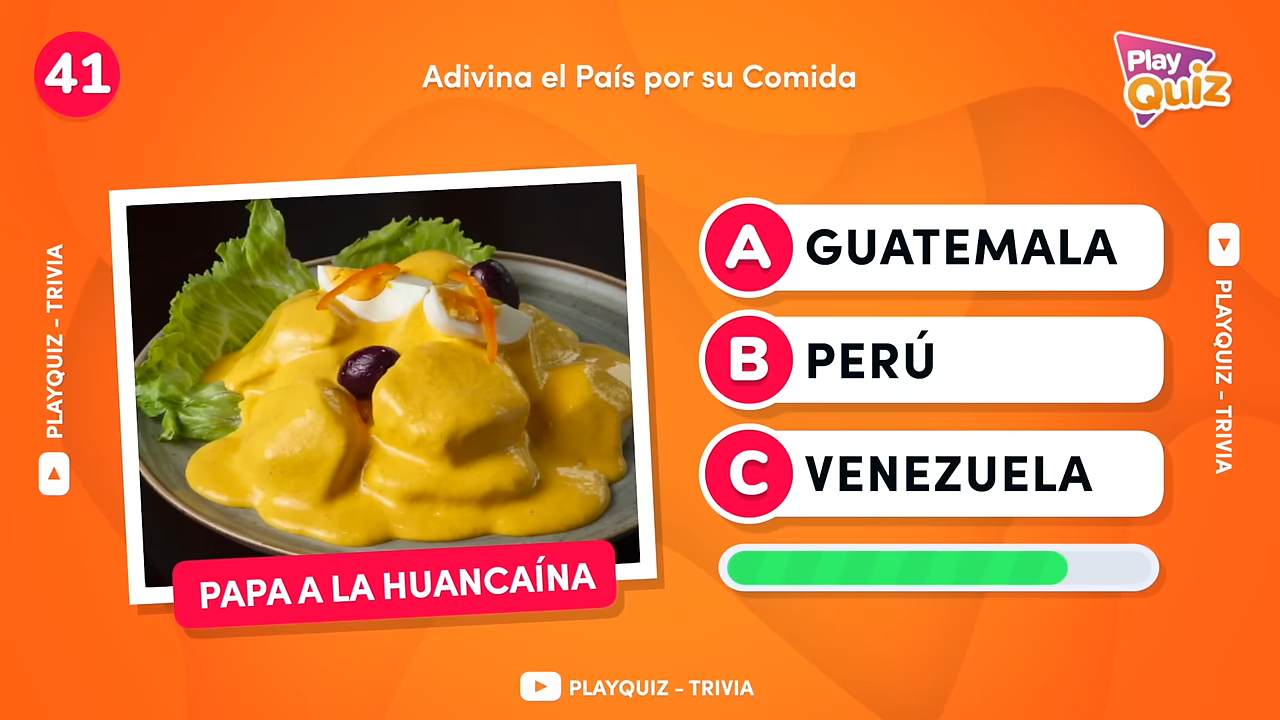 41
Adivina el País por su Comida
Play
Quiz
PLAYQUIZ - TRIVIA
PAPA A LA HUANCAÍNA
A GUATEMALA
B PERÚ
C VENEZUELA
PLAYQUIZ - TRIVIA
PLAYQUIZ - TRIVIA